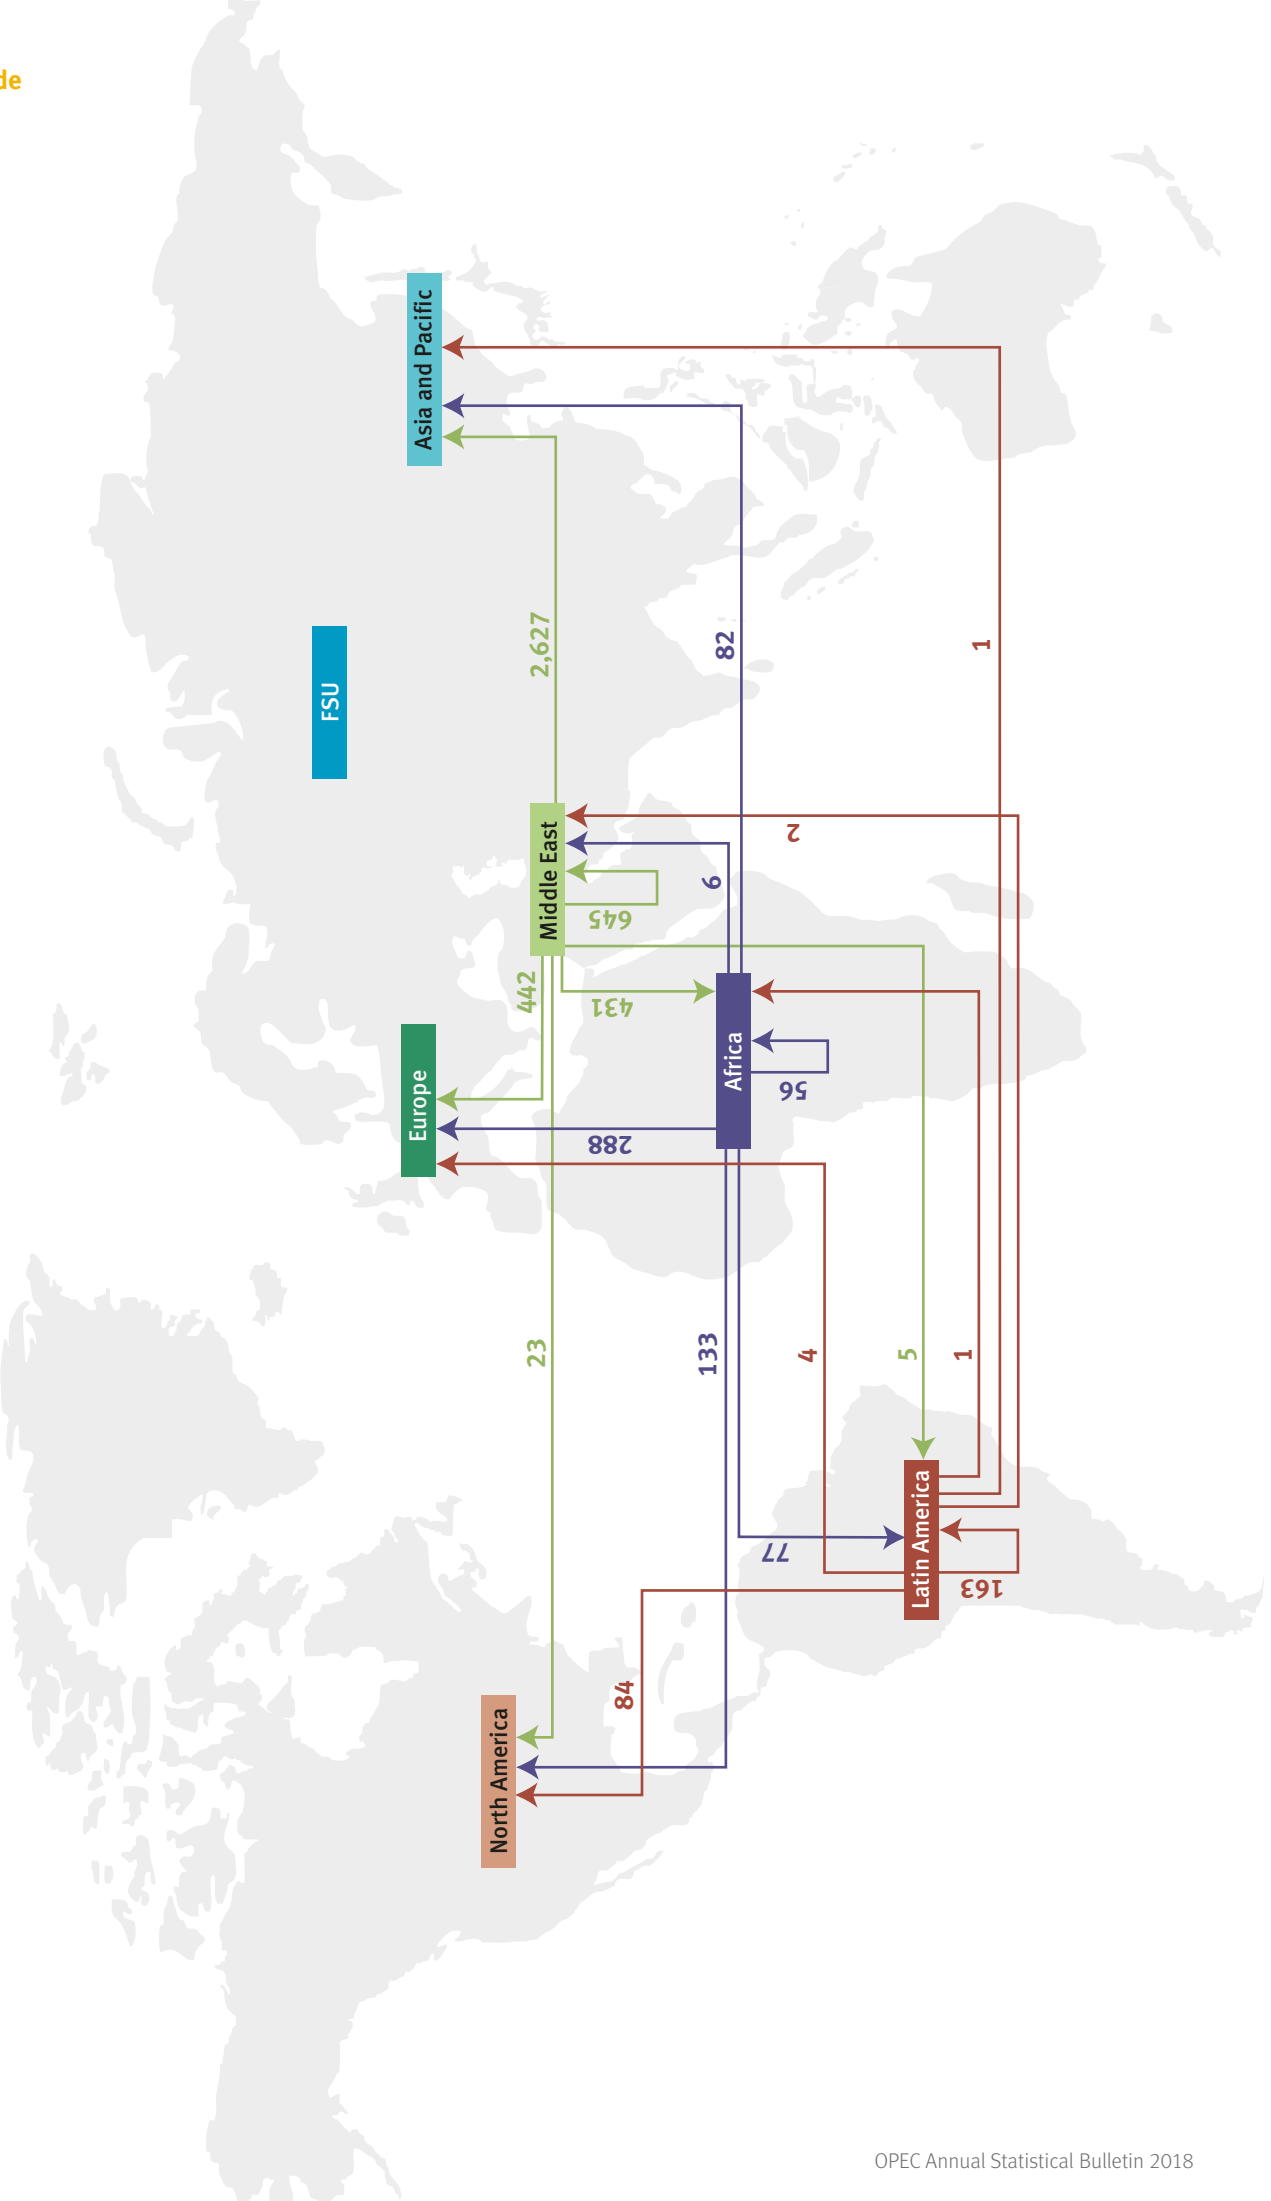 de
Asia and Pacific
FSU
2,627
82
1
2
Middle East
6
645
442
431
Europe
Africa
56
288
23
133
4
5
1
77
Latin America
163
84
North America
OPEC Annual Statistical Bulletin 2018